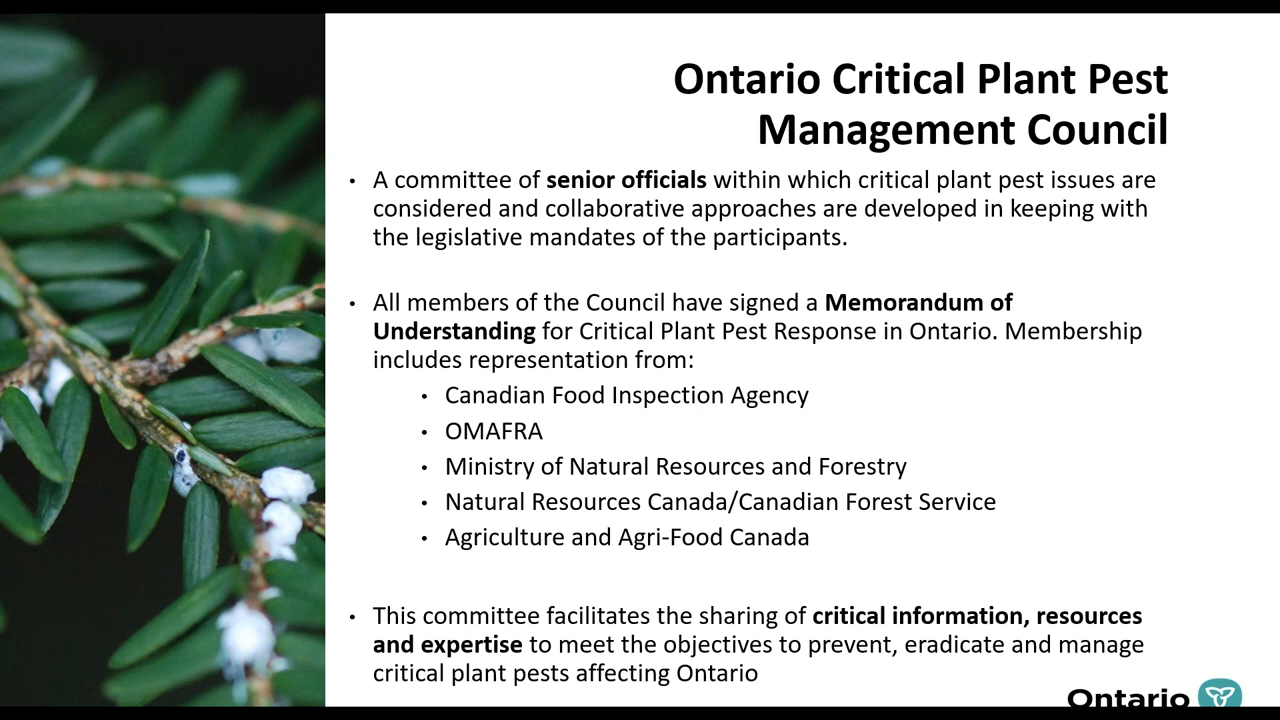 Ontario Critical Plant Pest
Management Council
• A committee of senior officials within which critical plant pest issues are
considered and collaborative approaches are developed in keeping with
the legislative mandates of the participants.
• All members of the Council have signed a Memorandum of
Understanding for Critical Plant Pest Response in Ontario. Membership
includes representation from:
• Canadian Food Inspection Agency
• OMAFRA
• Ministry of Natural Resources and Forestry
• Natural Resources Canada/Canadian Forest Service
• Agriculture and Agri-Food Canada
• This committee facilitates the sharing of critical information, resources
and expertise to meet the objectives to prevent, eradicate and manage
critical plant pests affecting Ontario
Ontario